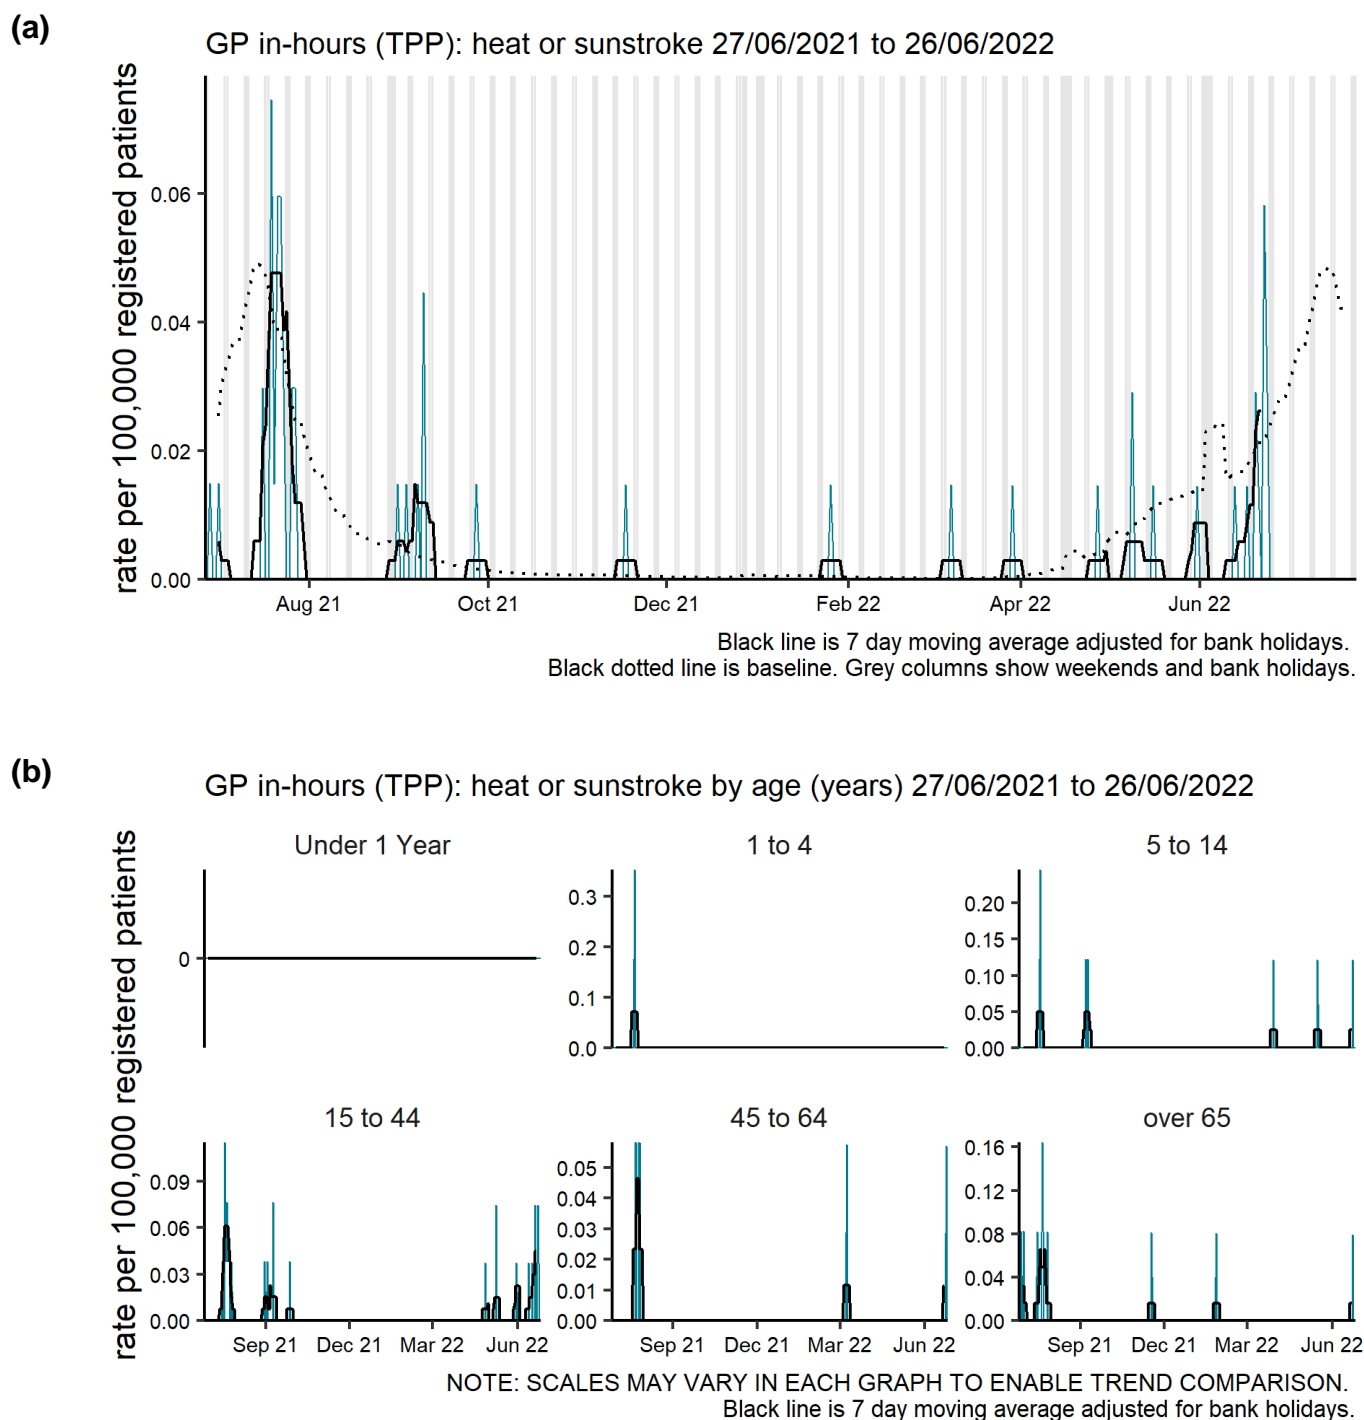 (a)
GP in-hours (TPP): heat or sunstroke 27/06/2021 to 26/06/2022
rate per 100,000 registered patients
0.06
0.04
0.02
0.00
Aug 21 Oct 21 Dec 21 Feb 22 Apr 22 Jun 22
Black line is 7 day moving average adjusted for bank holidays.
Black dotted line is baseline. Grey columns show weekends and bank holidays.
(b)
GP in-hours (TPP): heat or sunstroke by age (years) 27/06/2021 to 26/06/2022
rate per 100,000 registered patients
Under 1 Year
0
1 to 4
0.3
0.2
0.1
0.0
5 to 14
0.20
0.15
0.10
0.05
0.00
15 to 44
0.09
0.06
0.03
0.00
Sep 21 Dec 21 Mar 22 Jun 22
45 to 64
0.05
0.04
0.03
0.02
0.01
0.00
Sep 21 Dec 21 Mar 22 Jun 22
over 65
0.16
0.12
0.08
0.04
0.00
Sep 21 Dec 21 Mar 22 Jun 22
NOTE: SCALES MAY VARY IN EACH GRAPH TO ENABLE TREND COMPARISON.
Black line is 7 day moving average adjusted for bank holidays.